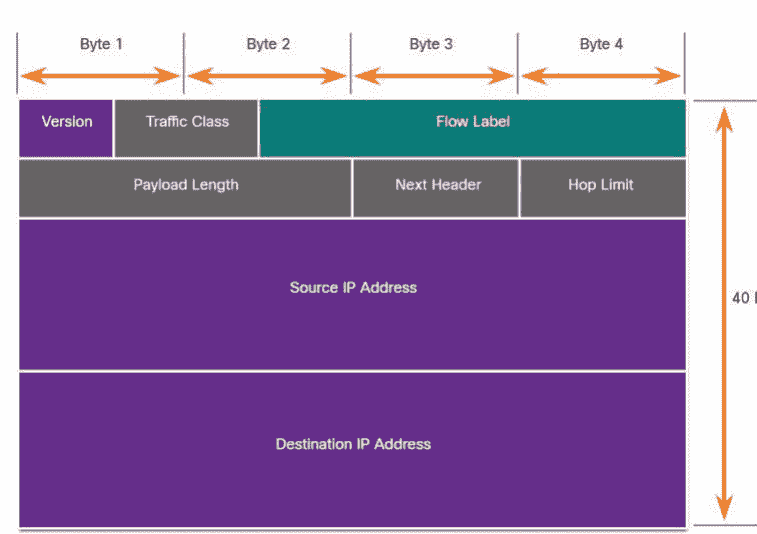 Byte 1 Byte 2 Byte 3 Byte 4
Version Traffic Class Flow Label
Payload Length Next Header Hop Limit
Source IP Address
40
Destination IP Address